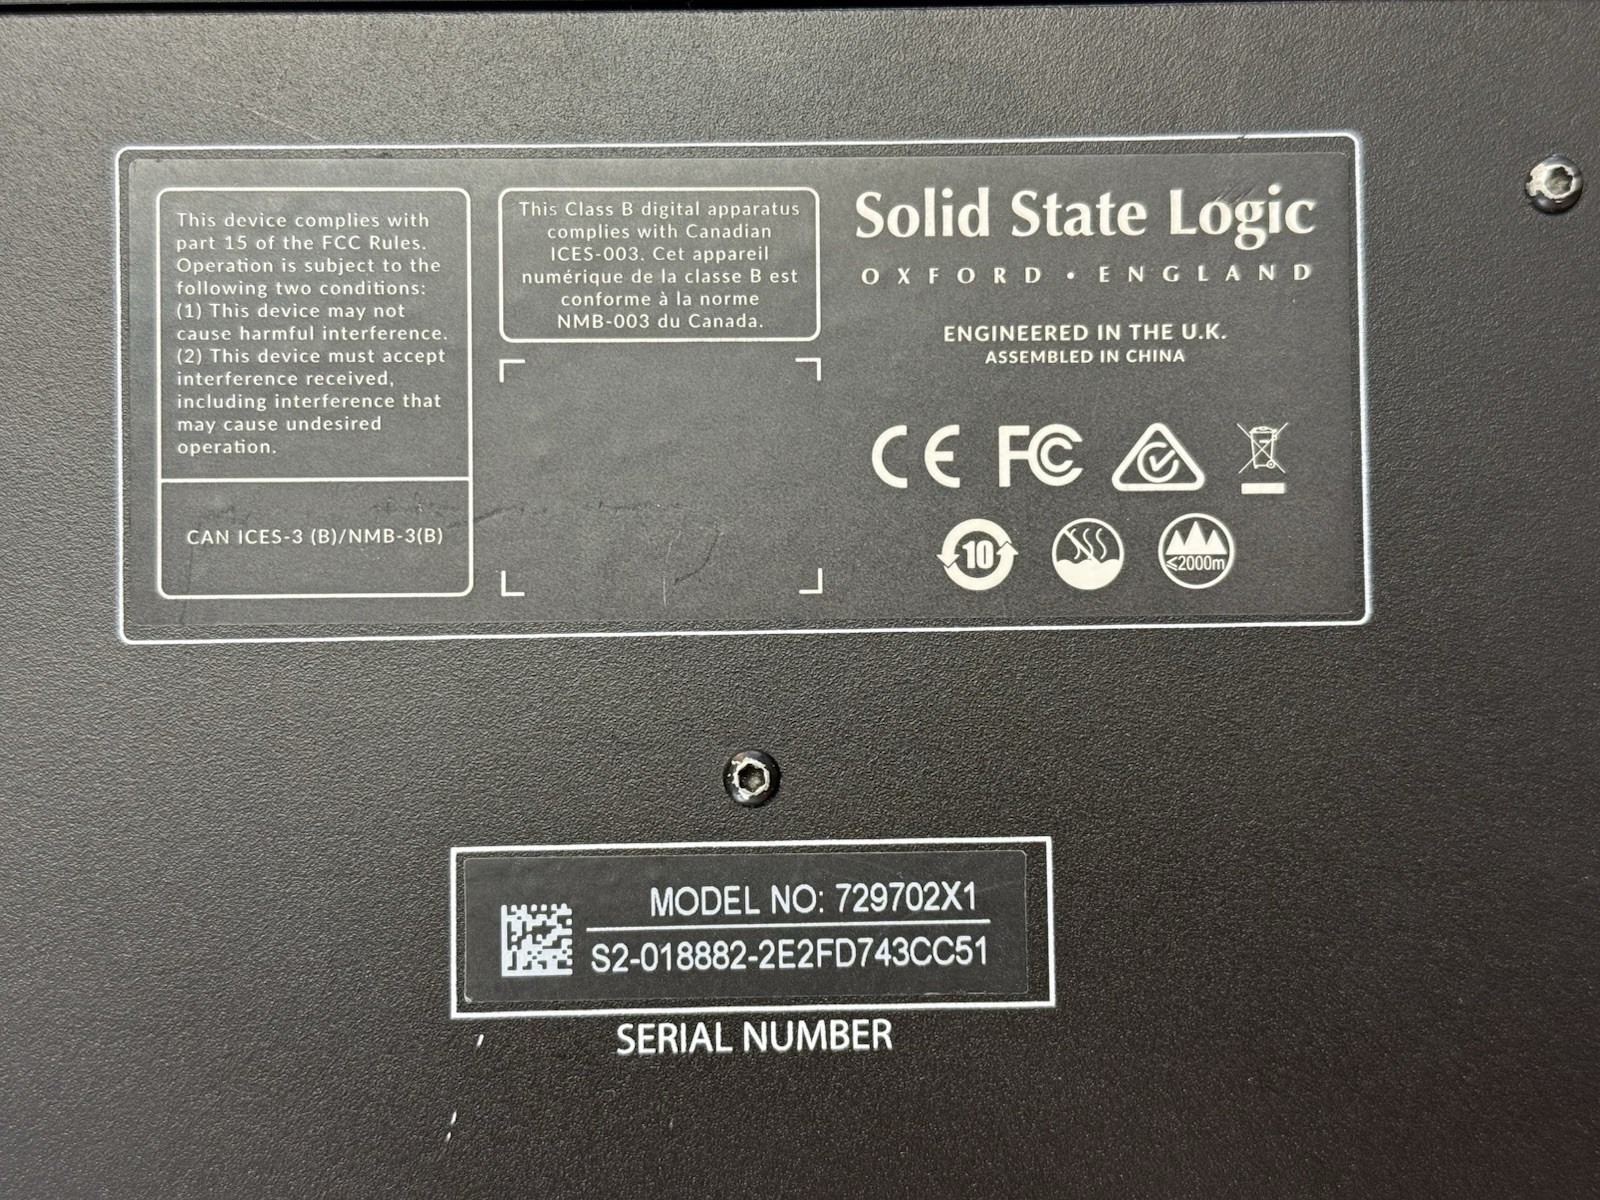 This device complies with
part 15 of the FCC Rules.
Operation is subject to the
following two conditions:
(1) This device may not
cause harmful interference.
(2) This device must accept
interference received,
including interference that
may cause undesired
operation.
CAN ICES-3 (B)/NMB-3(B)
This Class B digital apparatus
complies with Canadian
ICES-003. Cet appareil
numérique de la classe B est
conforme à la norme
NMB-003 du Canada.
Solid State Logic
OXFORD • ENGLAND
ENGINEERED IN THE U.K.
ASSEMBLED IN CHINA
CE FC
10 ≤2000m
MODEL NO: 729702X1
S2-018882-2E2FD743CC51
SERIAL NUMBER